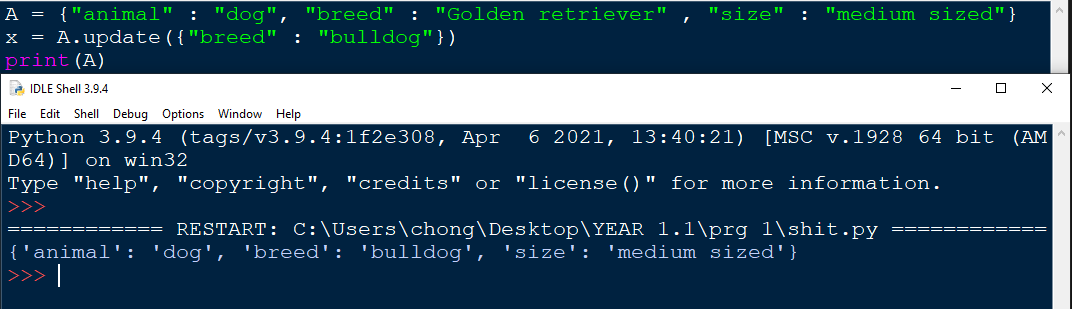 A = {"animal" : "dog", "breed" : "Golden retriever" , "size" : "medium sized"}
x = A.update({"breed" : "bulldog"})
print(A)
IDLE Shell 3.9.4
File Edit Shell Debug Options Window Help
Python 3.9.4 (tags/v3.9.4:1f2e308, Apr  6 2021, 13:40:21) [MSC v.1928 64 bit (AM
D64)] on win32
Type "help", "copyright", "credits" or "license()" for more information.
>>>
============ RESTART: C:\Users\chong\Desktop\YEAR 1.1\prg 1\shit.py ============
{'animal': 'dog', 'breed': 'bulldog', 'size': 'medium sized'}
>>>